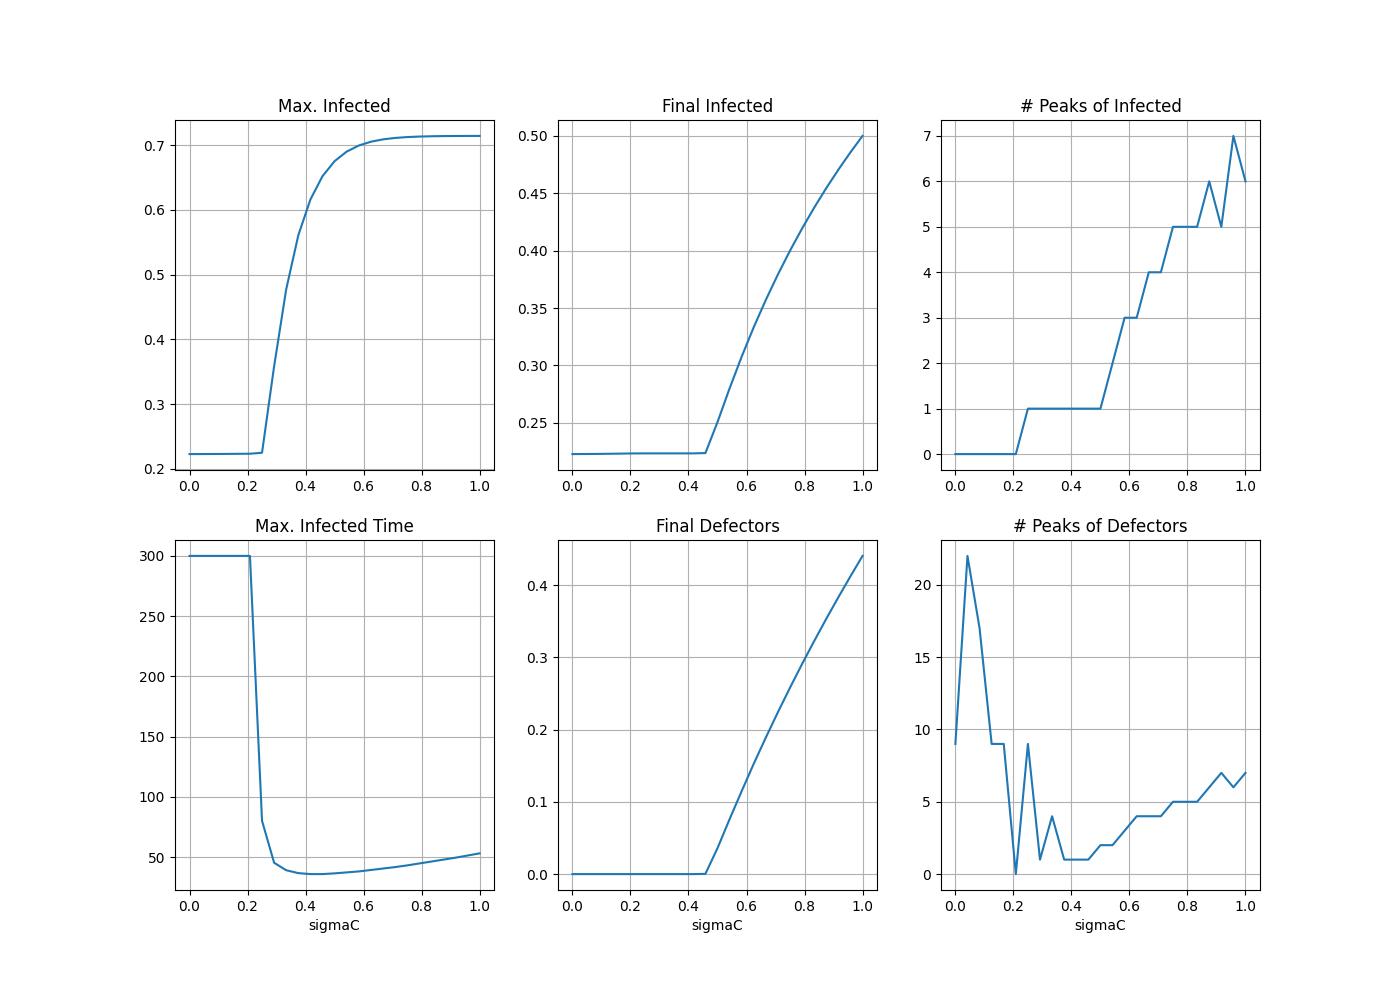 Max. Infected
0.7
0.6
0.5
0.4
0.3
0.2
0.0 0.2 0.4 0.6 0.8 1.0
Final Infected
0.50
0.45
0.40
0.35
0.30
0.25
0.0 0.2 0.4 0.6 0.8 1.0
# Peaks of Infected
7
6
5
4
3
2
1
0
0.0 0.2 0.4 0.6 0.8 1.0
Max. Infected Time
300
250
200
150
100
50
0.0 0.2 0.4 0.6 0.8 1.0
sigmaC
Final Defectors
0.4
0.3
0.2
0.1
0.0
0.0 0.2 0.4 0.6 0.8 1.0
sigmaC
# Peaks of Defectors
20
15
10
5
0
0.0 0.2 0.4 0.6 0.8 1.0
sigmaC